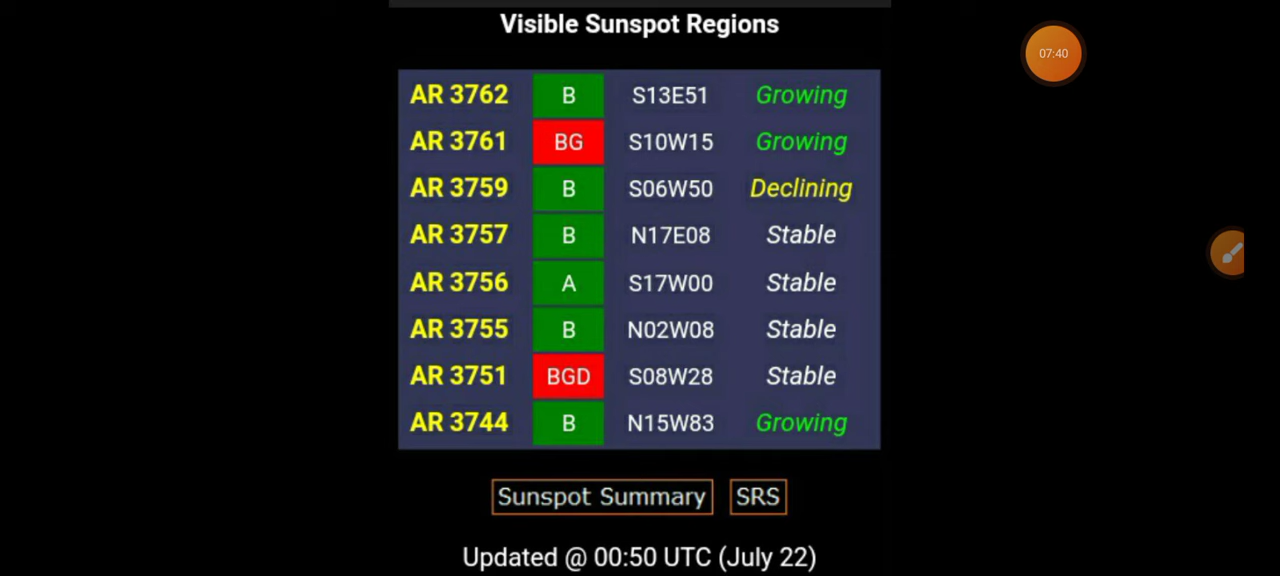 Visible Sunspot Regions
07:40
AR 3762 B S13E51 Growing
AR 3761 BG S10W15 Growing
AR 3759 B S06W50 Declining
AR 3757 B N17E08 Stable
AR 3756 A S17W00 Stable
AR 3755 B N02W08 Stable
AR 3751 BGD S08W28 Stable
AR 3744 B N15W83 Growing
Sunspot Summary SRS
Updated @ 00:50 UTC (July 22)